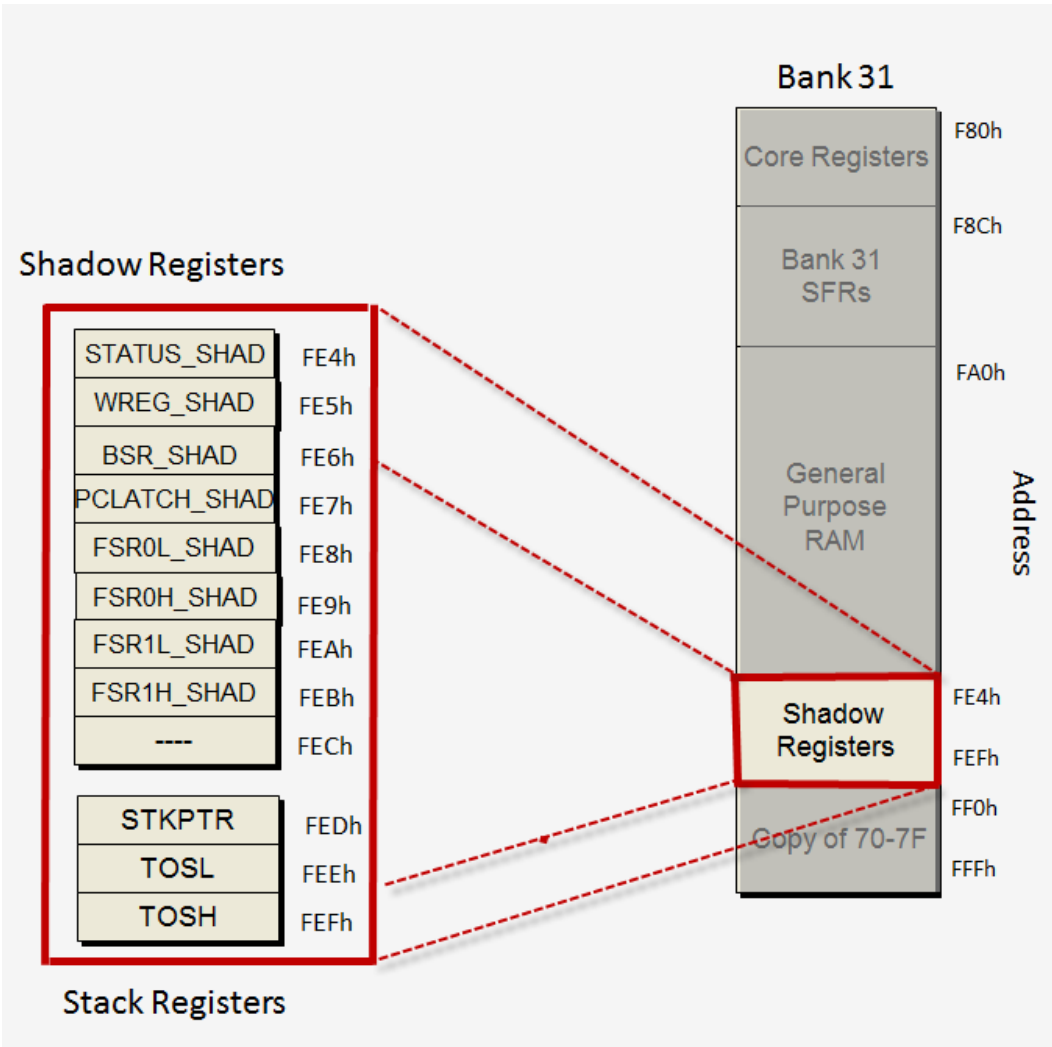 Bank 31
Core Registers
F80h
F8Ch
Bank 31
SFRs
FA0h
General
Purpose
RAM
Address
Shadow
Registers
FE4h
FEFh
Copy of 70-7F
FF0h
FFFh
Shadow Registers
STATUS_SHAD FE4h
WREG_SHAD FE5h
BSR_SHAD FE6h
PCLATCH_SHAD FE7h
FSR0L_SHAD FE8h
FSR0H_SHAD FE9h
FSR1L_SHAD FEAh
FSR1H_SHAD FEBh
---- FECh
STKPTR FEDh
TOSL FEEh
TOSH FEFh
Stack Registers